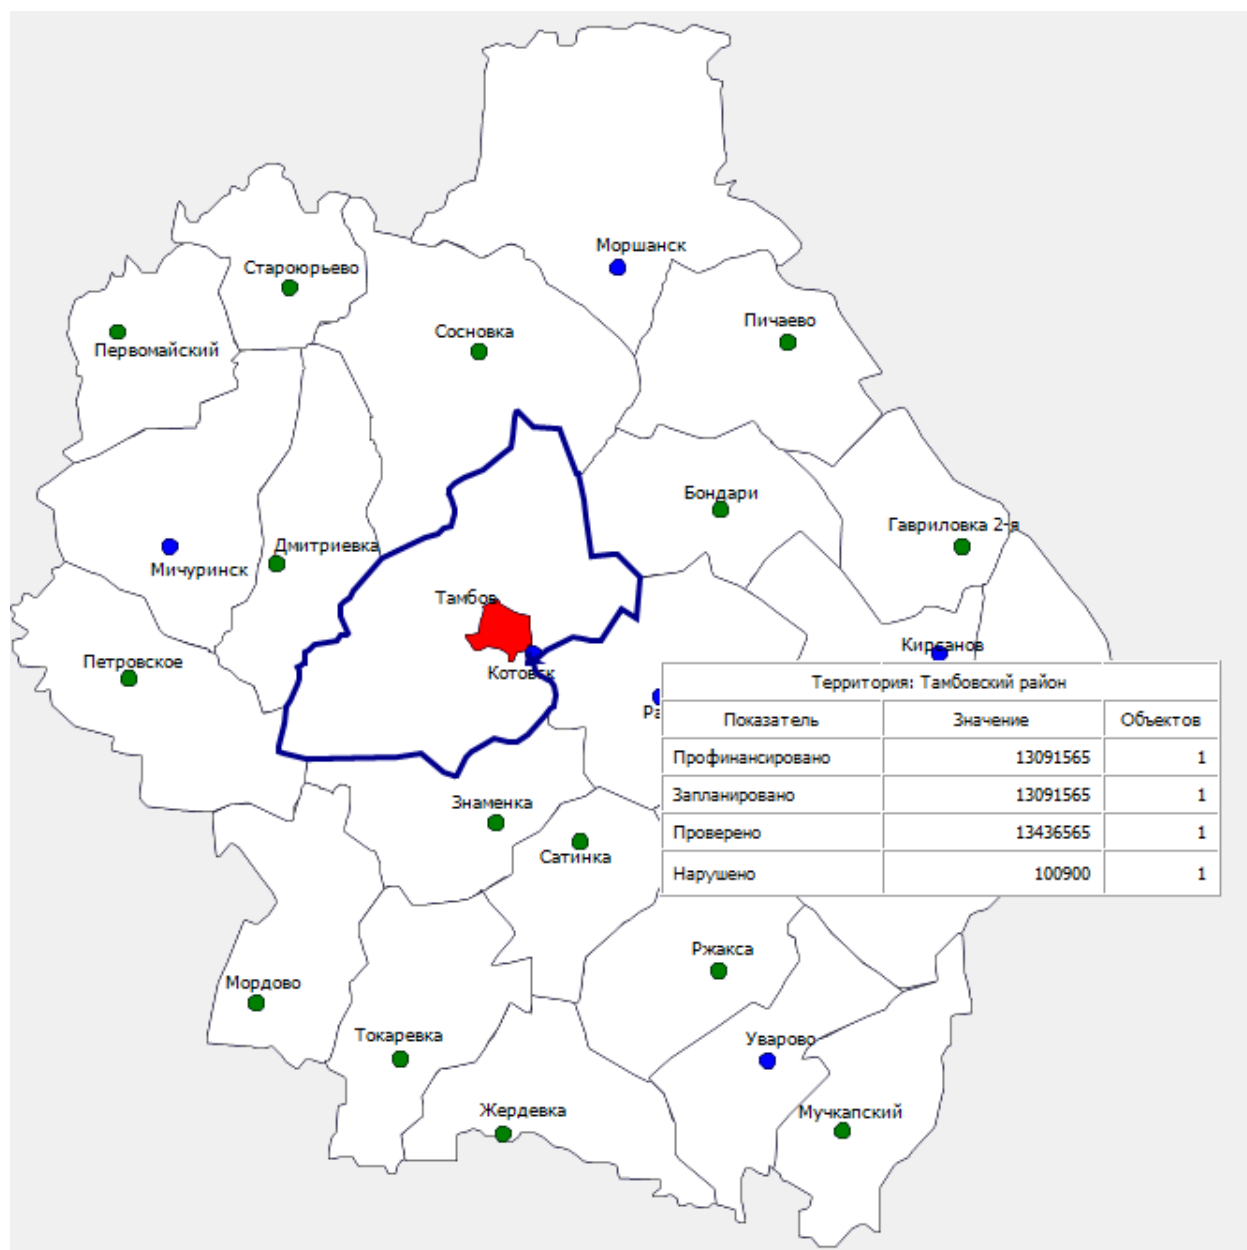 Моршанск
Староюрьево
Пичаево
Сосновка
Первомайский
Бондари
Гавриловка 2-я
Дмитриевка
Мичуринск
Тамбов
Кирсанов
Петровское
Котовск
Ра
Территория: Тамбовский район
Показатель Значение Объектов
Профинансировано 13091565 1
Запланировано 13091565 1
Проверено 13436565 1
Нарушено 100900 1
Знаменка
Сатинка
Ржакса
Мордово
Токаревка
Уварово
Жердевка
Мучкапский